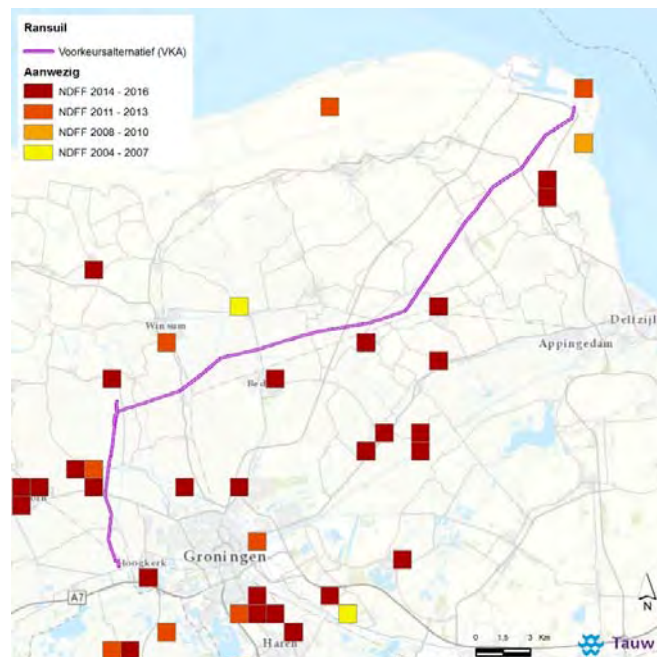 Ransuil
Voorkeursalternatief (VKA)
Aanwezig
NDFF 2014 - 2016
NDFF 2011 - 2013
NDFF 2008 - 2010
NDFF 2004 - 2007
Winsum
Delfzijl
Appingedam
Groningen
Hoogkerk
A7
Haren
N
0 1.5 3 Km
Tauw